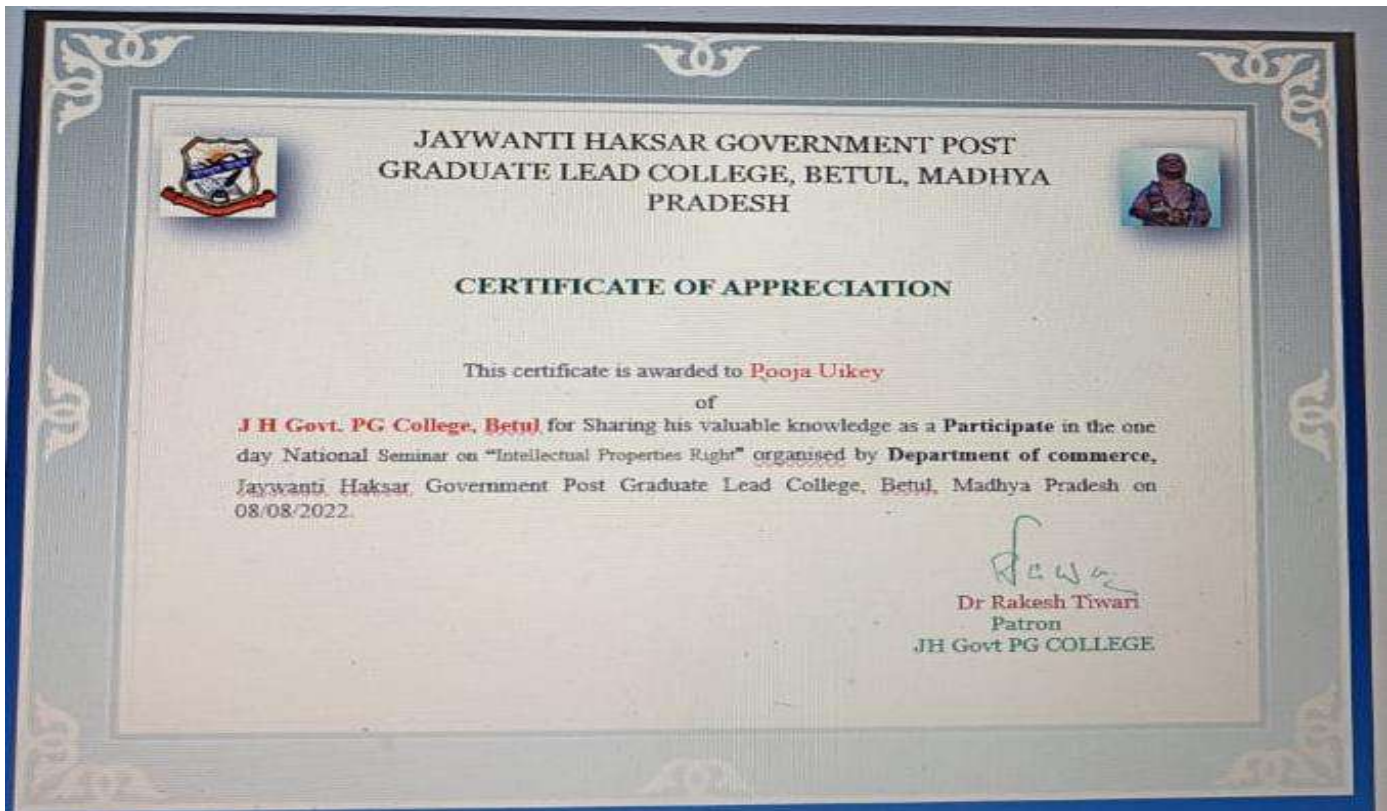 JAYWANTI HAKSAR GOVERNMENT POST
GRADUATE LEAD COLLEGE, BETUL, MADHYA
PRADESH
CERTIFICATE OF APPRECIATION
This certificate is awarded to Pooja Uikey
of
J H Govt. PG College, Betul for Sharing his valuable knowledge as a Participate in the one
day National Seminar on “Intellectual Properties Right” organised by Department of commerce,
Jaywanti Haksar Government Post Graduate Lead College, Betul, Madhya Pradesh on
08/08/2022.
Dr Rakesh Tiwari
Patron
JH Govt PG COLLEGE